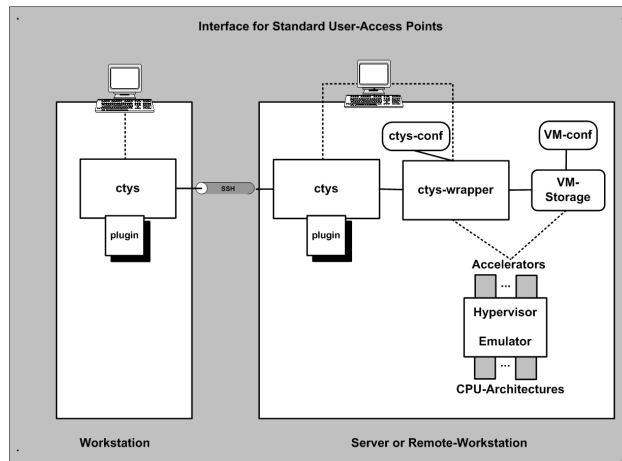 Interface for Standard User-Access Points
ctys-conf
VM-conf
ctys
SSH
ctys
ctys-wrapper
VM-
Storage
plugin
plugin
Accelerators
...
Hypervisor
Emulator
...
CPU-Architectures
Workstation
Server or Remote-Workstation